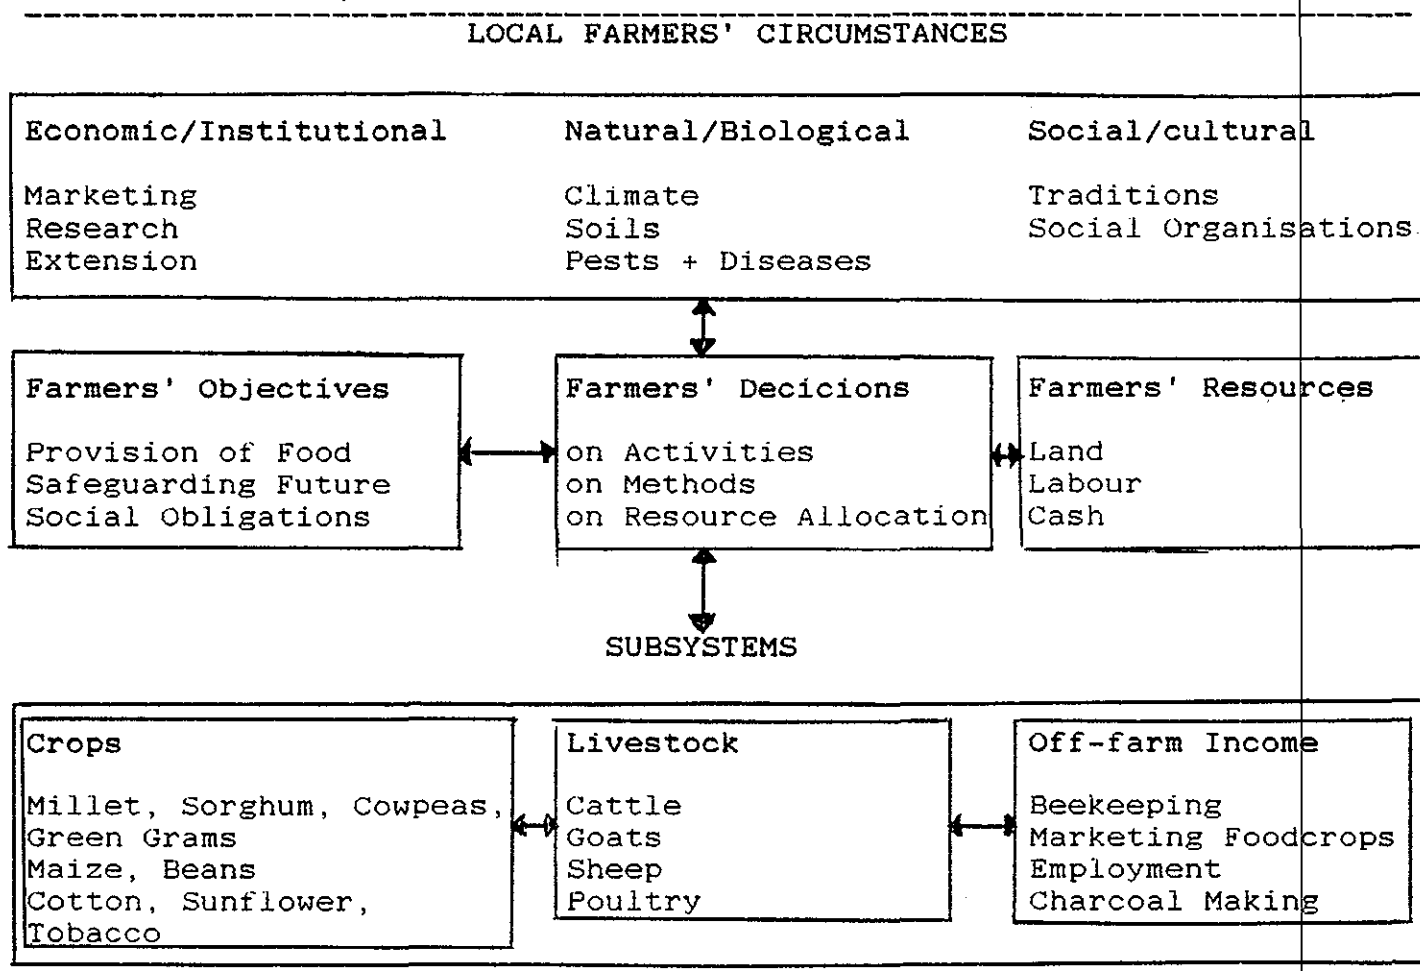 LOCAL FARMERS' CIRCUMSTANCES
Economic/Institutional
Marketing
Research
Extension
Natural/Biological
Climate
Soils
Pests + Diseases
Social/cultural
Traditions
Social Organisations
Farmers' Objectives
Provision of Food
Safeguarding Future
Social Obligations
Farmers' Decicions
on Activities
on Methods
on Resource Allocation
Farmers' Resources
Land
Labour
Cash
SUBSYSTEMS
Crops
Millet, Sorghum, Cowpeas,
Green Grams
Maize, Beans
Cotton, Sunflower,
Tobacco
Livestock
Cattle
Goats
Sheep
Poultry
Off-farm Income
Beekeeping
Marketing Foodcrops
Employment
Charcoal Making